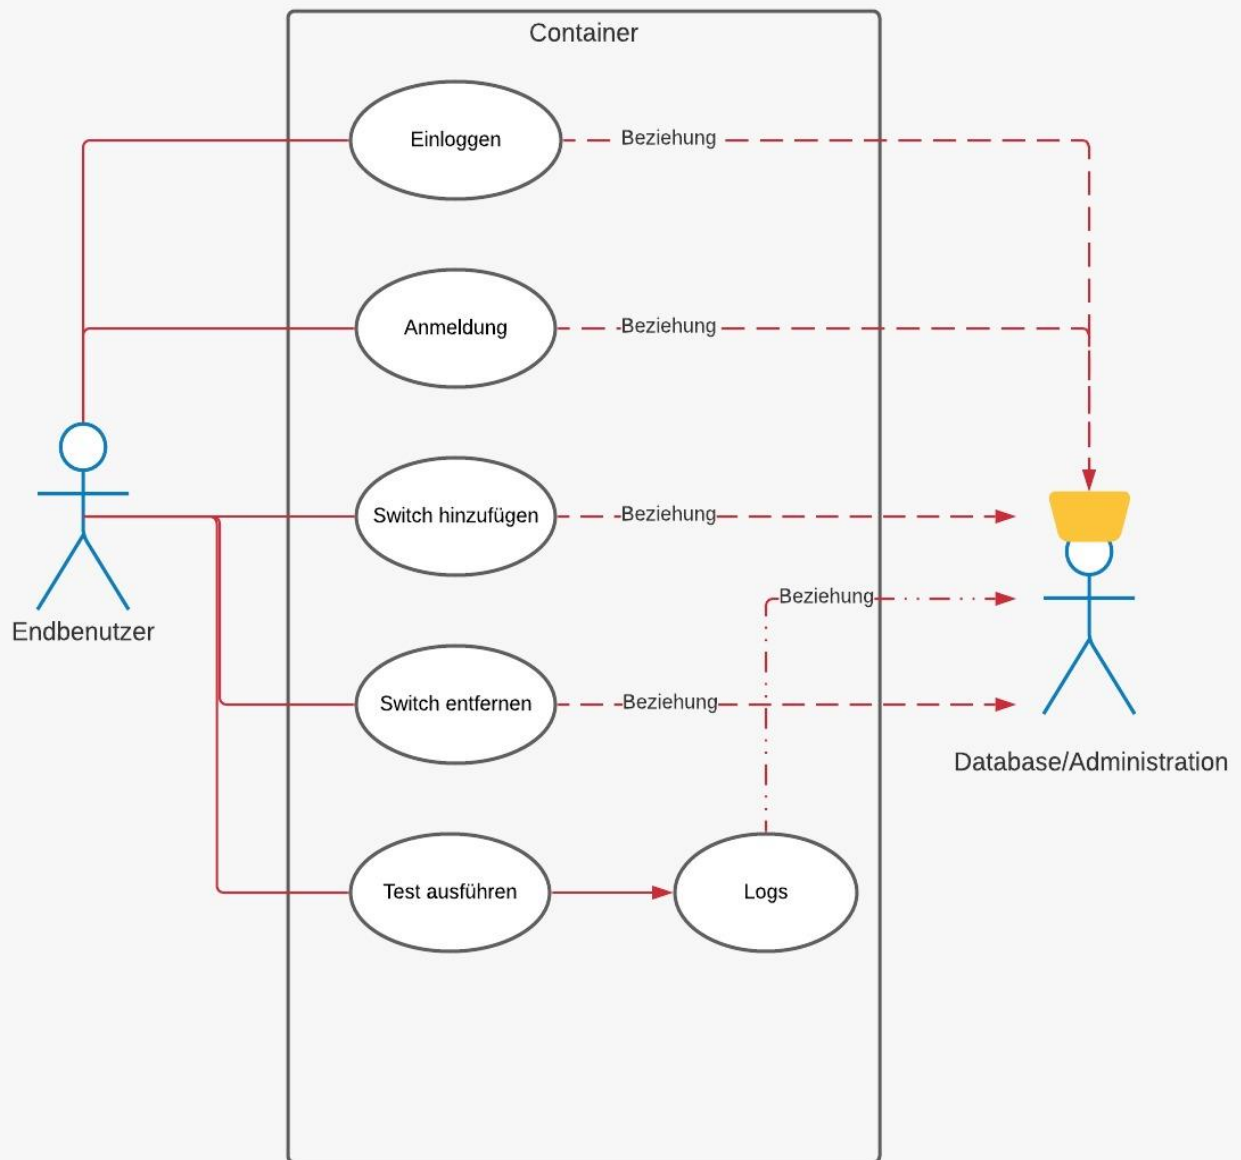 Container
Einloggen
Beziehung
Anmeldung
Beziehung
Switch hinzufügen
Beziehung
Endbenutzer
Beziehung
Switch entfernen
Beziehung
Database/Administration
Test ausführen
Logs